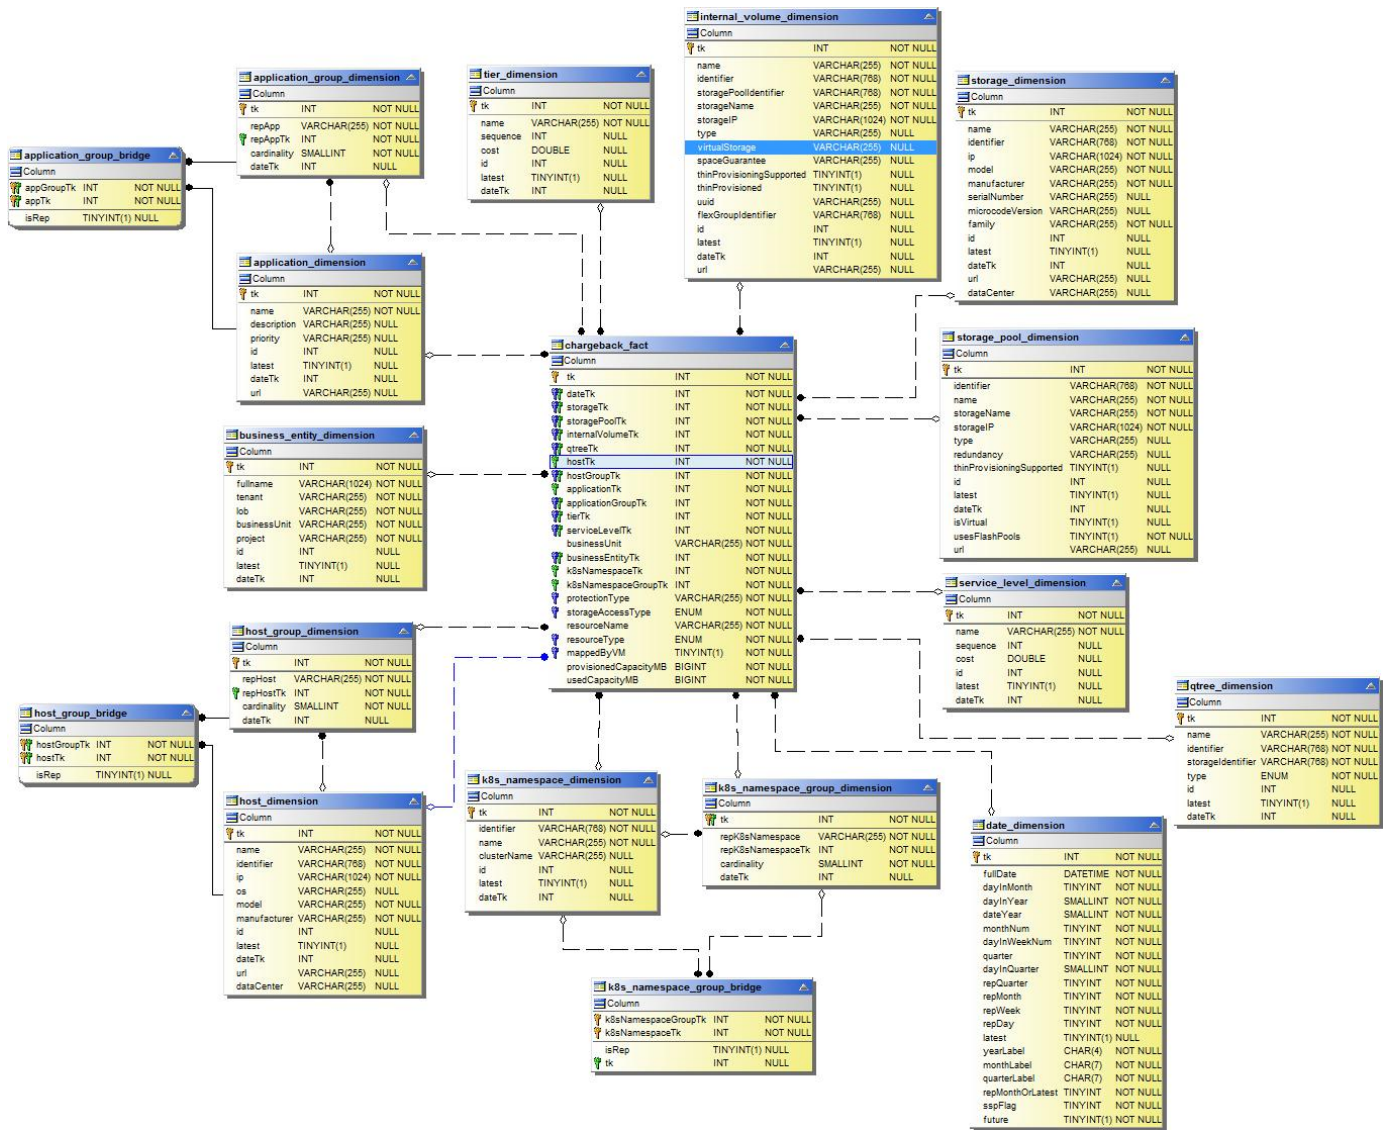 internal_volume_dimension
Column
tk INT NOT NULL
name VARCHAR(255) NOT NULL
identifier VARCHAR(768) NOT NULL
storagePoolIdentifier VARCHAR(768) NOT NULL
storageName VARCHAR(255) NOT NULL
storageIP VARCHAR(1024) NOT NULL
type VARCHAR(255) NULL
virtualStorage VARCHAR(255) NULL
spaceGuarantee VARCHAR(255) NULL
thinProvisioningSupported TINYINT(1) NULL
thinProvisioned TINYINT(1) NULL
uuid VARCHAR(255) NULL
flexGroupIdentifier VARCHAR(768) NULL
id INT NULL
latest TINYINT(1) NULL
dateTk INT NULL
url VARCHAR(255) NULL
application_group_dimension
Column
tk INT NOT NULL
repApp VARCHAR(255) NOT NULL
repAppTk INT NOT NULL
cardinality SMALLINT NOT NULL
dateTk INT NULL
tier_dimension
Column
tk INT NOT NULL
name VARCHAR(255) NOT NULL
sequence INT NULL
cost DOUBLE NULL
id INT NULL
latest TINYINT(1) NULL
dateTk INT NULL
storage_dimension
Column
tk INT NOT NULL
name VARCHAR(255) NOT NULL
identifier VARCHAR(768) NOT NULL
ip VARCHAR(1024) NOT NULL
model VARCHAR(255) NOT NULL
manufacturer VARCHAR(255) NOT NULL
serialNumber VARCHAR(255) NULL
microcodeVersion VARCHAR(255) NULL
family VARCHAR(255) NOT NULL
id INT NULL
latest TINYINT(1) NULL
dateTk INT NULL
url VARCHAR(255) NULL
dataCenter VARCHAR(255) NULL
application_group_bridge
Column
appGroupTk INT NOT NULL
appTk INT NOT NULL
isRep TINYINT(1) NULL
application_dimension
Column
tk INT NOT NULL
name VARCHAR(255) NOT NULL
description VARCHAR(255) NULL
priority VARCHAR(255) NULL
id INT NULL
latest TINYINT(1) NULL
dateTk INT NULL
url VARCHAR(255) NULL
chargeback_fact
Column
tk INT NOT NULL
dateTk INT NOT NULL
storageTk INT NOT NULL
storagePoolTk INT NOT NULL
internalVolumeTk INT NOT NULL
qtreeTk INT NOT NULL
hostTk INT NOT NULL
hostGroupTk INT NOT NULL
applicationTk INT NOT NULL
applicationGroupTk INT NOT NULL
tierTk INT NOT NULL
serviceLevelTk INT NOT NULL
businessUnit VARCHAR(255) NOT NULL
businessEntityTk INT NOT NULL
k8sNamespaceTk INT NOT NULL
k8sNamespaceGroupTk INT NOT NULL
protectionType VARCHAR(255) NOT NULL
storageAccessType ENUM NOT NULL
resourceName VARCHAR(255) NOT NULL
resourceType ENUM NOT NULL
mappedByVM TINYINT(1) NOT NULL
provisionedCapacityMB BIGINT NOT NULL
usedCapacityMB BIGINT NOT NULL
storage_pool_dimension
Column
tk INT NOT NULL
identifier VARCHAR(768) NOT NULL
name VARCHAR(255) NOT NULL
storageName VARCHAR(255) NOT NULL
storageIP VARCHAR(1024) NOT NULL
type VARCHAR(255) NULL
redundancy VARCHAR(255) NULL
thinProvisioningSupported TINYINT(1) NULL
id INT NULL
latest TINYINT(1) NULL
dateTk INT NULL
isVirtual TINYINT(1) NULL
usesFlashPools TINYINT(1) NOT NULL
url VARCHAR(255) NULL
business_entity_dimension
Column
tk INT NOT NULL
fullname VARCHAR(1024) NOT NULL
tenant VARCHAR(255) NOT NULL
lob VARCHAR(255) NOT NULL
businessUnit VARCHAR(255) NOT NULL
project VARCHAR(255) NOT NULL
id INT NULL
latest TINYINT(1) NULL
dateTk INT NULL
service_level_dimension
Column
tk INT NOT NULL
name VARCHAR(255) NOT NULL
sequence INT NULL
cost DOUBLE NULL
id INT NULL
latest TINYINT(1) NULL
dateTk INT NULL
host_group_dimension
Column
tk INT NOT NULL
repHost VARCHAR(255) NOT NULL
repHostTk INT NOT NULL
cardinality SMALLINT NOT NULL
dateTk INT NULL
qtree_dimension
Column
tk INT NOT NULL
name VARCHAR(255) NOT NULL
identifier VARCHAR(768) NOT NULL
storageIdentifier VARCHAR(768) NOT NULL
type ENUM NOT NULL
id INT NULL
latest TINYINT(1) NULL
dateTk INT NULL
host_group_bridge
Column
hostGroupTk INT NOT NULL
hostTk INT NOT NULL
isRep TINYINT(1) NULL
host_dimension
Column
tk INT NOT NULL
name VARCHAR(255) NOT NULL
identifier VARCHAR(768) NOT NULL
ip VARCHAR(1024) NOT NULL
os VARCHAR(255) NULL
model VARCHAR(255) NOT NULL
manufacturer VARCHAR(255) NOT NULL
id INT NULL
latest TINYINT(1) NULL
dateTk INT NULL
url VARCHAR(255) NULL
dataCenter VARCHAR(255) NULL
k8s_namespace_dimension
Column
tk INT NOT NULL
identifier VARCHAR(768) NOT NULL
name VARCHAR(255) NOT NULL
clusterName VARCHAR(255) NULL
id INT NULL
latest TINYINT(1) NULL
dateTk INT NULL
k8s_namespace_group_dimension
Column
tk INT NOT NULL
repK8sNamespace VARCHAR(255) NOT NULL
repK8sNamespaceTk INT NOT NULL
cardinality SMALLINT NOT NULL
dateTk INT NULL
date_dimension
Column
tk INT NOT NULL
fullDate DATETIME NOT NULL
dayInMonth TINYINT NOT NULL
dayInYear SMALLINT NOT NULL
dateYear SMALLINT NOT NULL
monthNum TINYINT NOT NULL
dayInWeekNum TINYINT NOT NULL
quarter TINYINT NOT NULL
dayInQuarter SMALLINT NOT NULL
repQuarter TINYINT NOT NULL
repMonth TINYINT NOT NULL
repWeek TINYINT NOT NULL
repDay TINYINT NOT NULL
latest TINYINT(1) NULL
yearLabel CHAR(4) NOT NULL
monthLabel CHAR(7) NOT NULL
quarterLabel CHAR(7) NOT NULL
repMonthOrLatest TINYINT NOT NULL
sspFlag TINYINT NOT NULL
future TINYINT(1) NOT NULL
k8s_namespace_group_bridge
Column
k8sNamespaceGroupTk INT NOT NULL
k8sNamespaceTk INT NOT NULL
isRep TINYINT(1) NULL
tk INT NULL